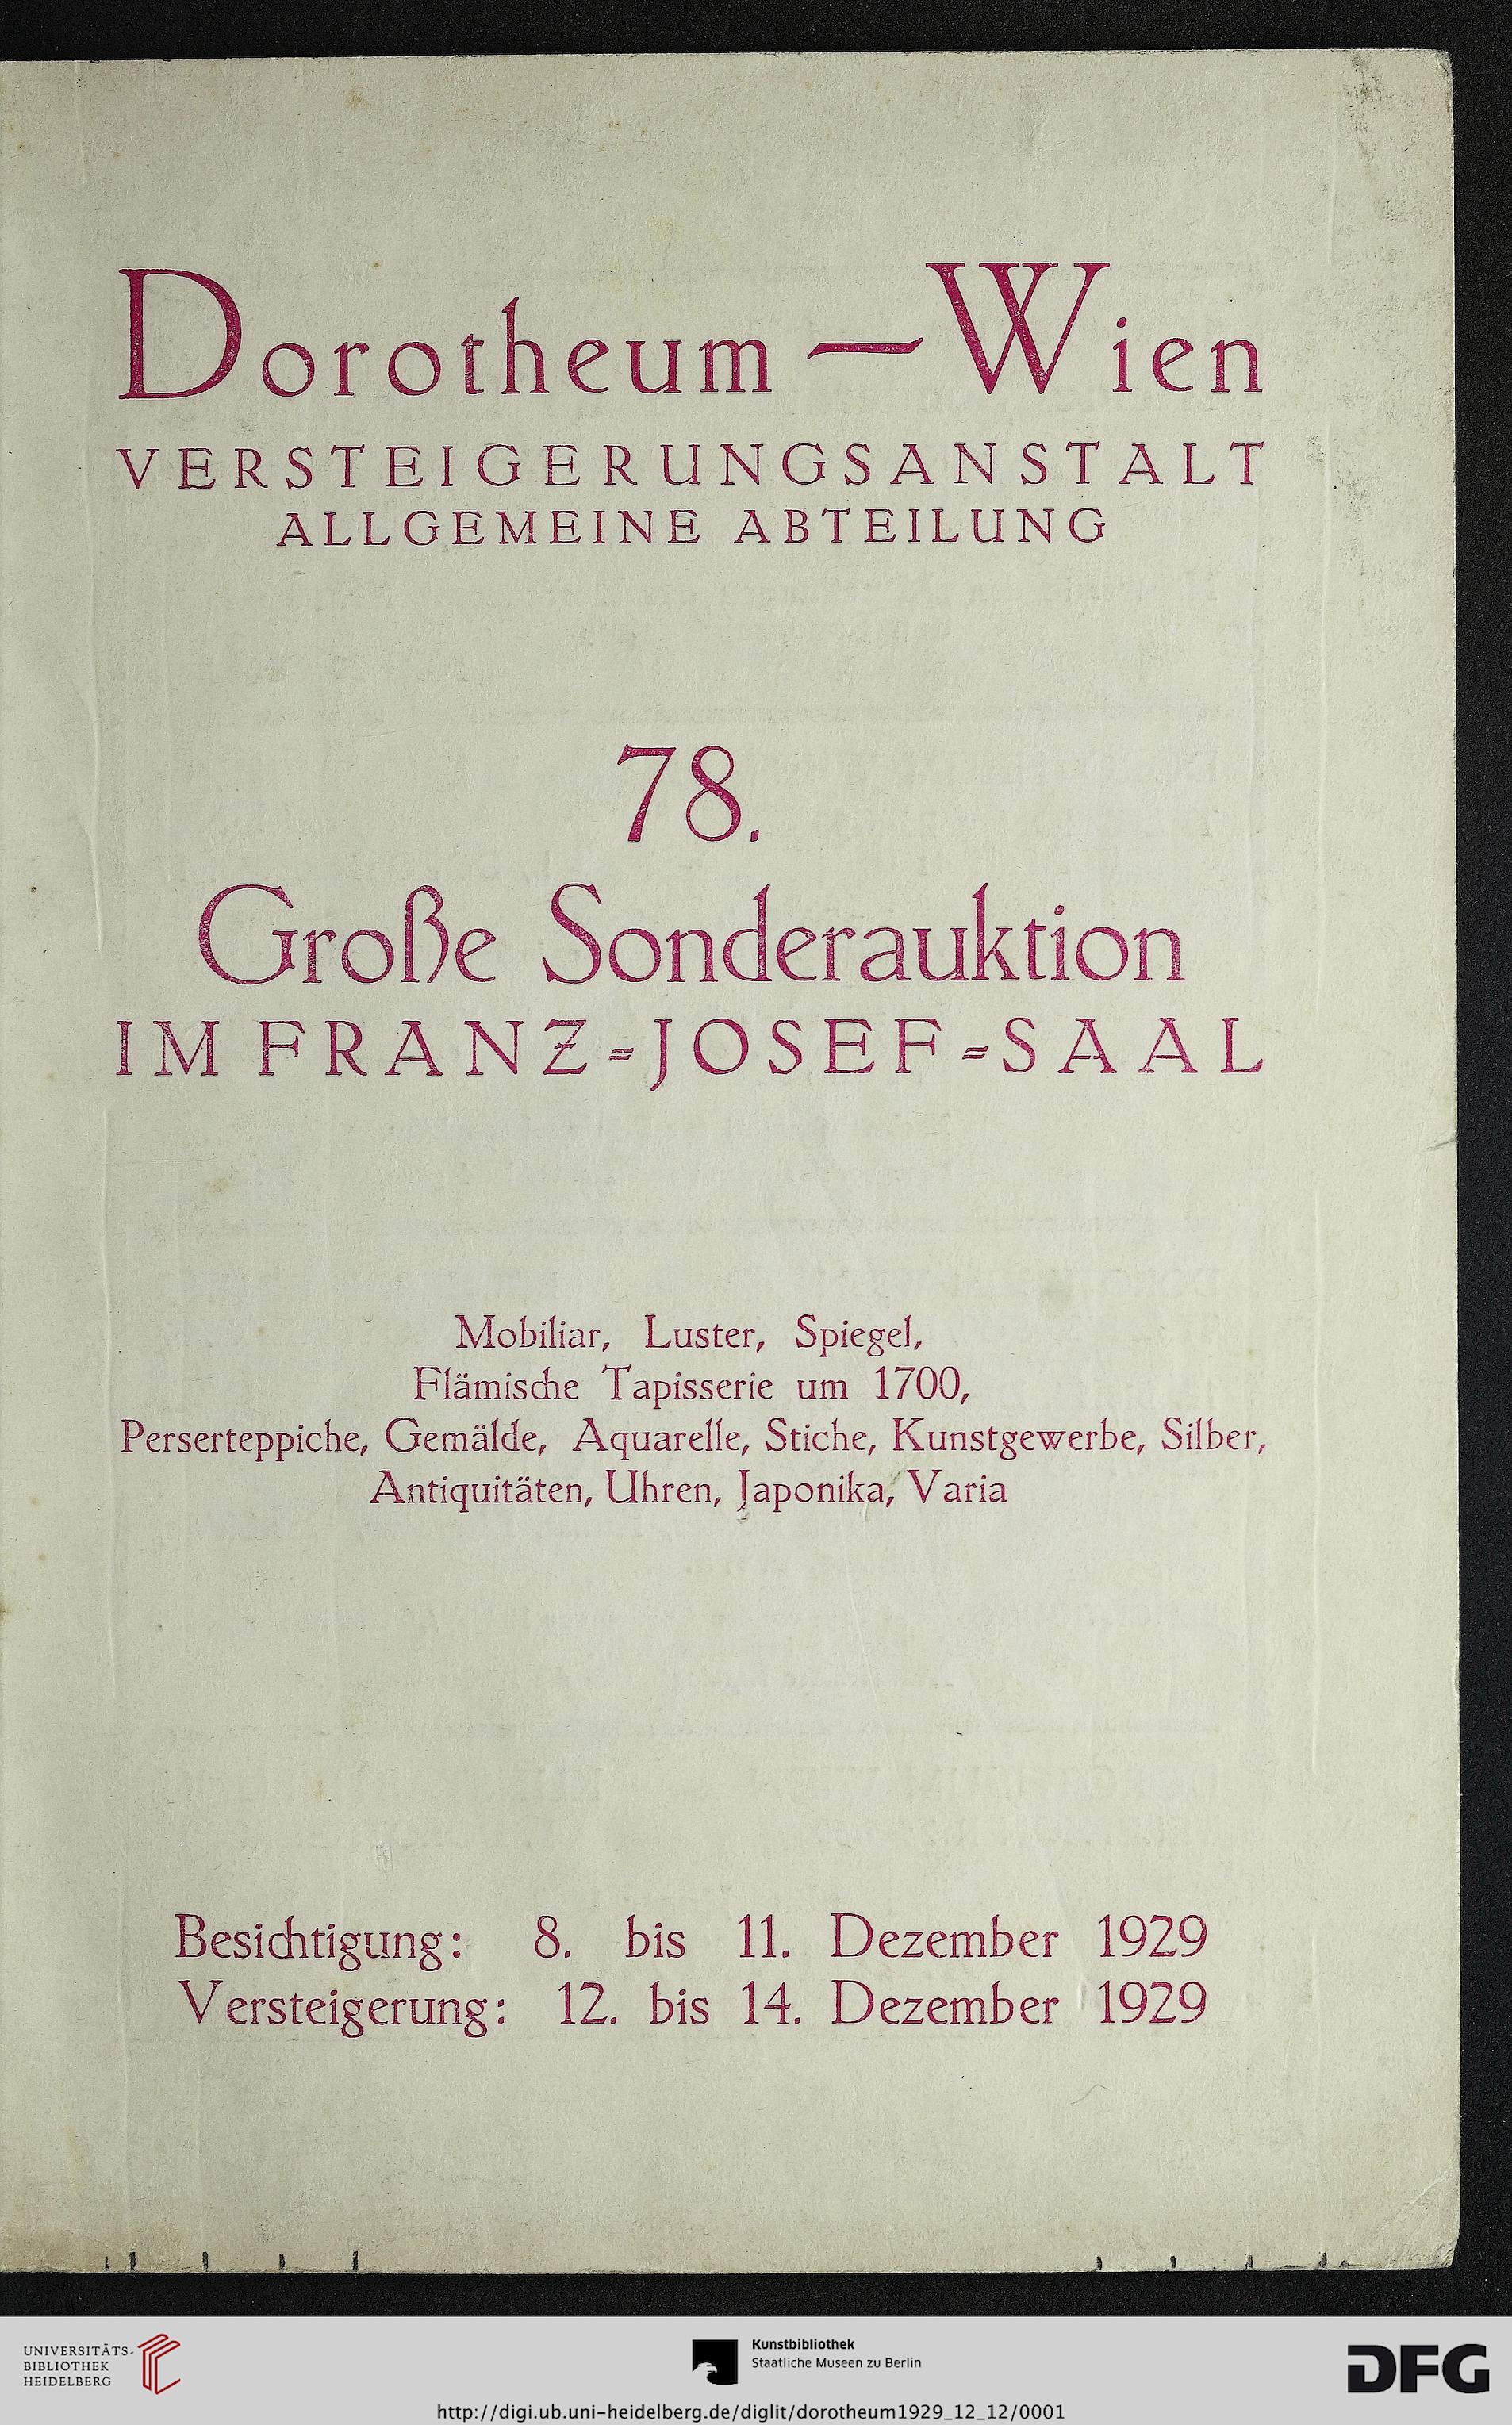 Dorotheum — Wien
VERSTEIGERUNGSANSTALT
ALLGEMEINE ABTEILUNG
78.
Große Sonderauktion
IM FRANZ-JOSEF-SAAL
Mobiliar, Luster, Spiegel,
Flämische Tapisserie um 1700,
Perserteppiche, Gemälde, Aquarelle, Stiche, Kunstgewerbe, Silber,
Antiquitäten, Uhren, Japonika, Varia
Besichtigung: 8. bis 11. Dezember 1929
Versteigerung: 12. bis 14. Dezember 1929
UNIVERSITÄTS-
BIBLIOTHEK
HEIDELBERG
Kunstbibliothek
Staatliche Museen zu Berlin
DFG
http://digi.ub.uni-heidelberg.de/diglit/dorotheum1929_12_12/0001